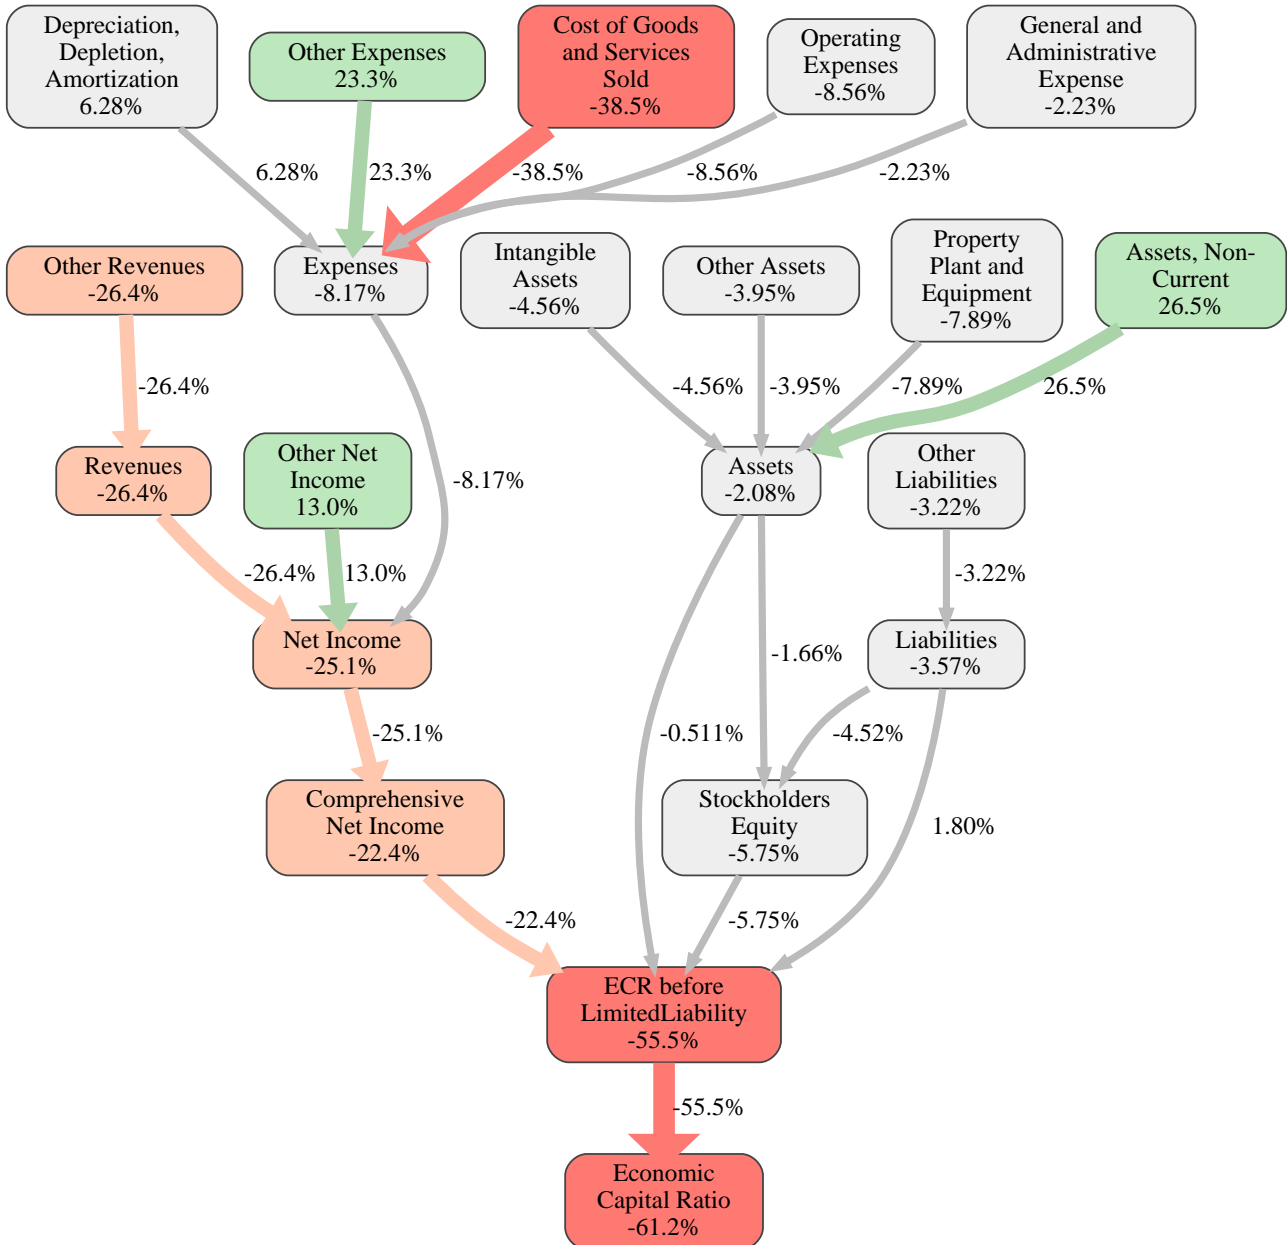 Depreciation,
Depletion,
Amortization
6.28%
Other Expenses
23.3%
Cost of Goods
and Services
Sold
-38.5%
Operating
Expenses
-8.56%
General and
Administrative
Expense
-2.23%
6.28%
23.3%
-38.5%
-8.56%
-2.23%
Other Revenues
-26.4%
Expenses
-8.17%
Intangible
Assets
-4.56%
Other Assets
-3.95%
Property
Plant and
Equipment
-7.89%
Assets, Non-
Current
26.5%
-26.4%
-4.56%
-3.95%
-7.89%
26.5%
Revenues
-26.4%
Other Net
Income
13.0%
-8.17%
Assets
-2.08%
Other
Liabilities
-3.22%
-26.4%
13.0%
-3.22%
Net Income
-25.1%
-1.66%
Liabilities
-3.57%
-25.1%
-0.511%
-4.52%
Comprehensive
Net Income
-22.4%
Stockholders
Equity
-5.75%
1.80%
-22.4%
-5.75%
ECR before
LimitedLiability
-55.5%
-55.5%
Economic
Capital Ratio
-61.2%